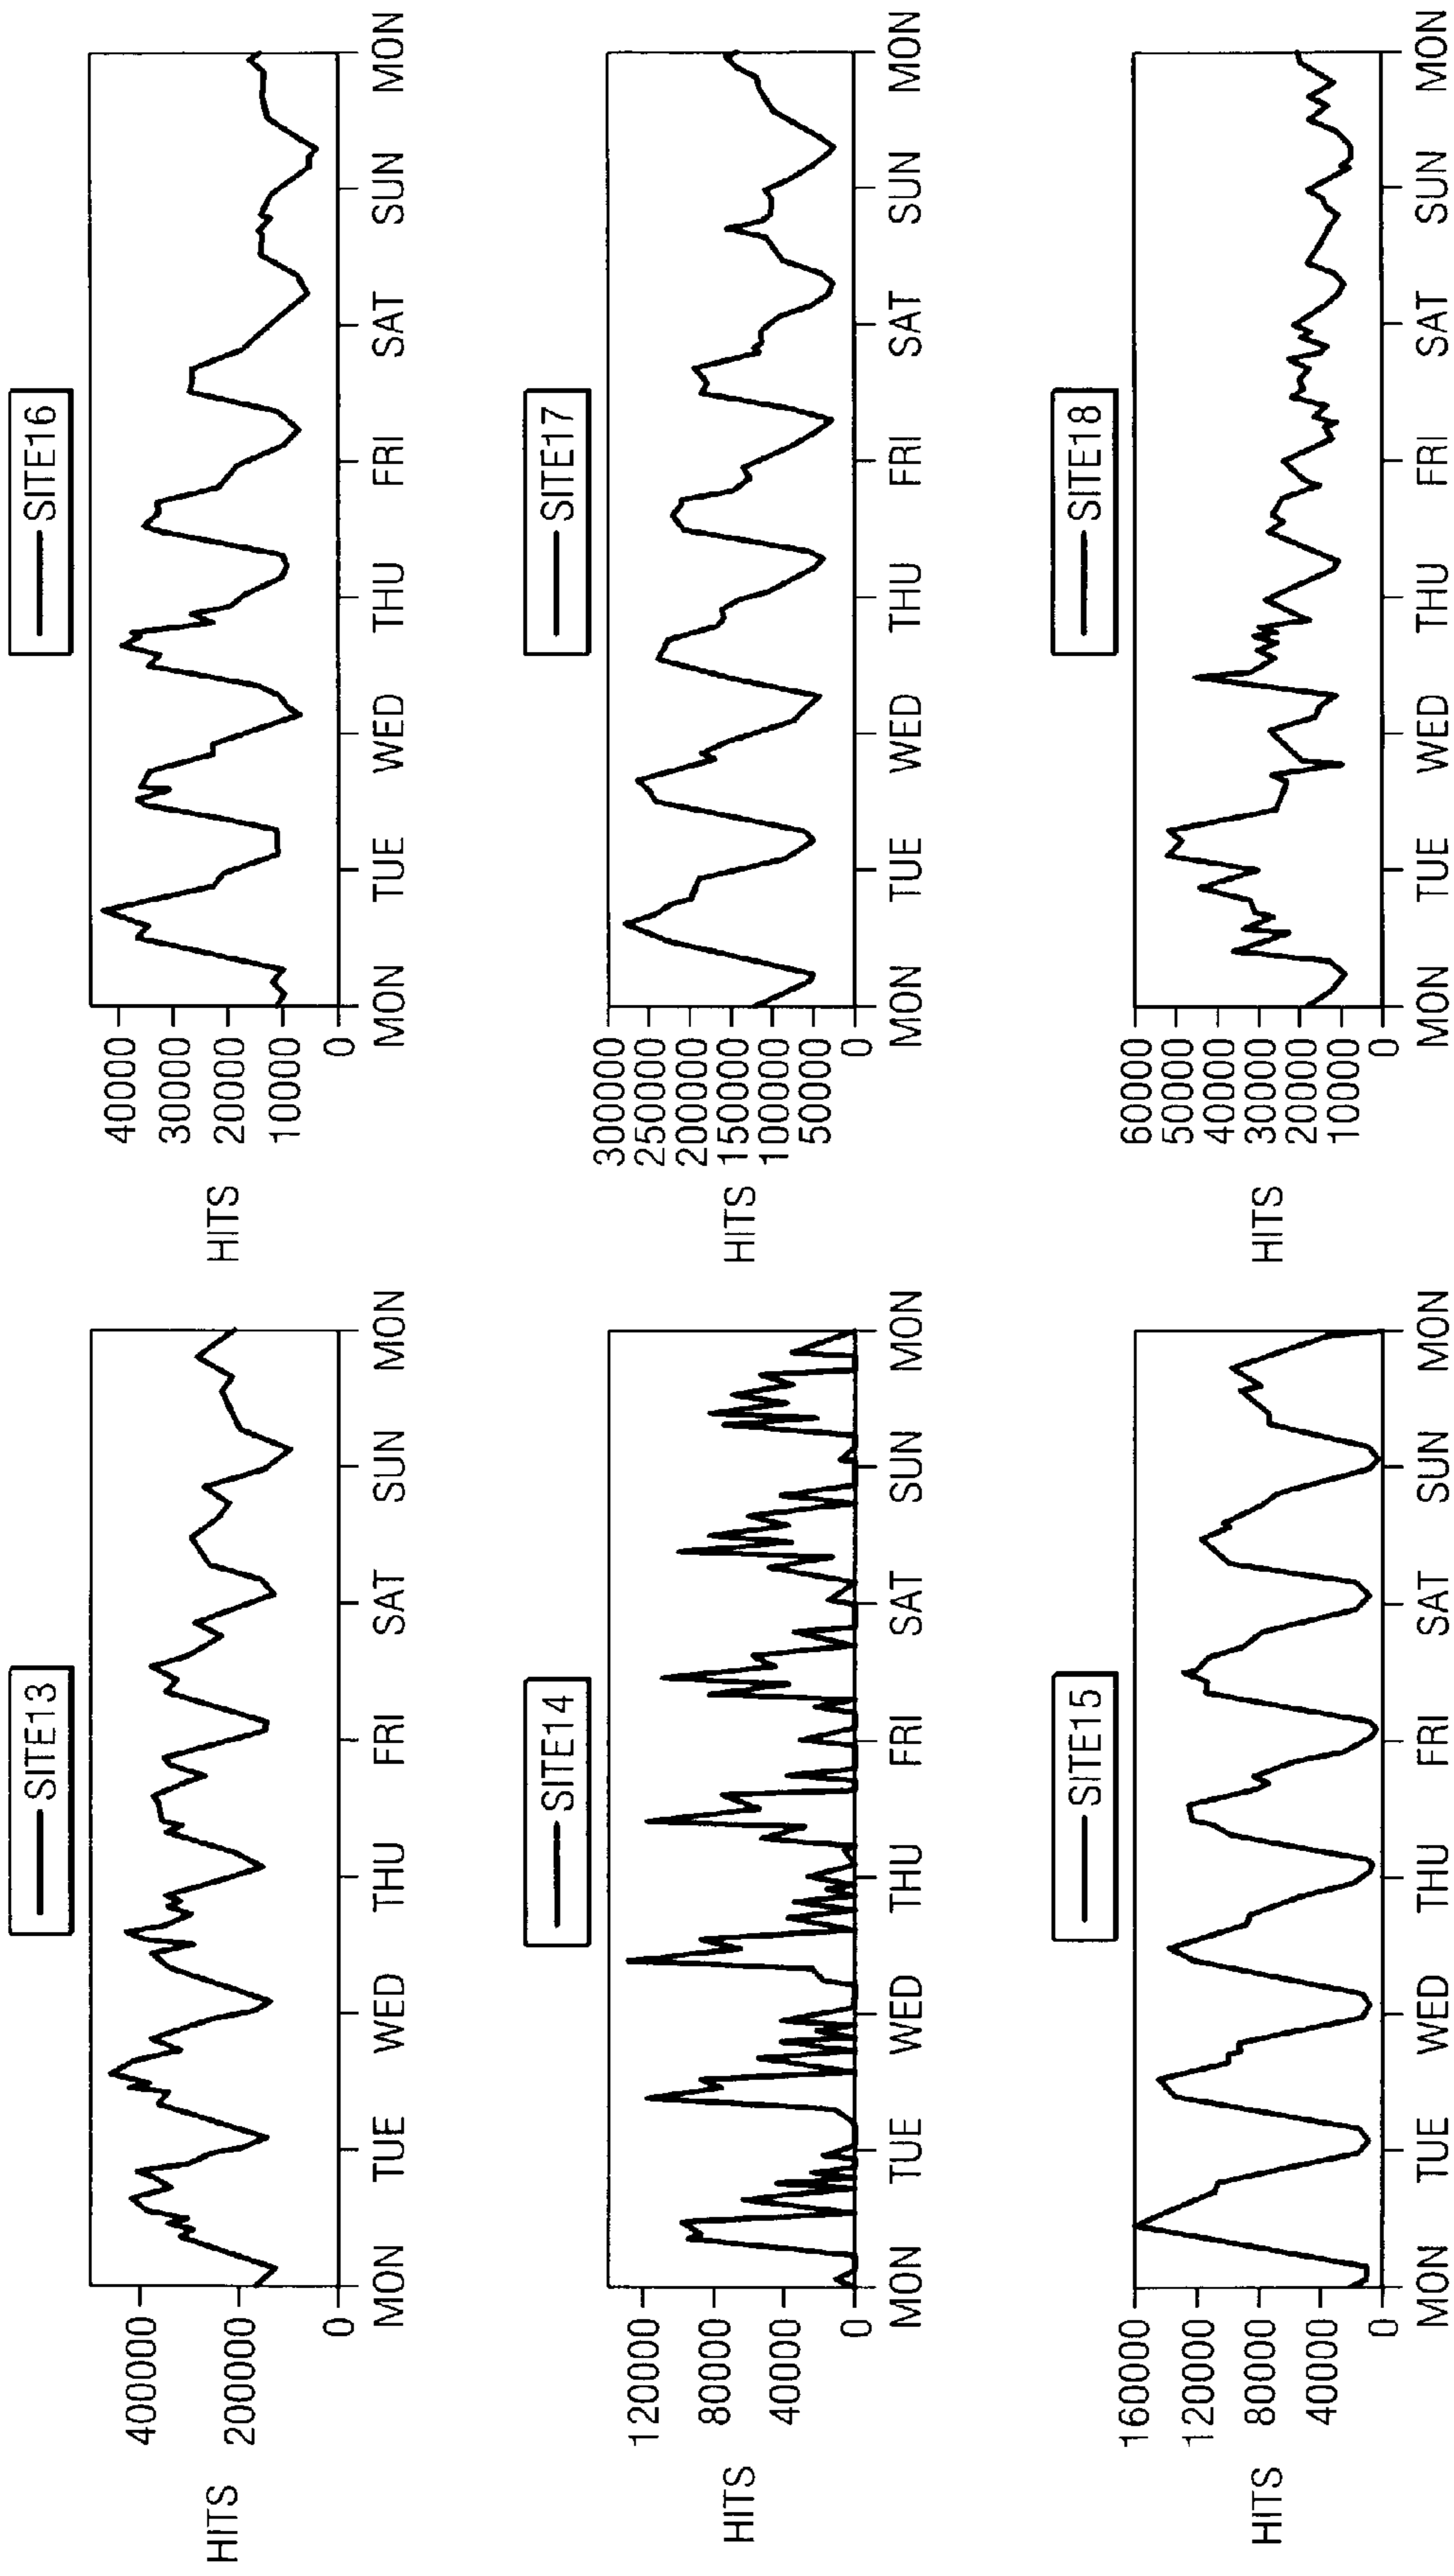 SITE13
HITS
400000
200000
0
MON TUE WED THU FRI SAT SUN MON
SITE14
HITS
120000
80000
40000
0
MON TUE WED THU FRI SAT SUN MON
SITE15
HITS
160000
120000
80000
40000
0
MON TUE WED THU FRI SAT SUN MON
SITE16
HITS
40000
30000
20000
10000
0
MON TUE WED THU FRI SAT SUN MON
SITE17
HITS
300000
250000
200000
150000
100000
50000
0
MON TUE WED THU FRI SAT SUN MON
SITE18
HITS
60000
50000
40000
30000
20000
10000
0
MON TUE WED THU FRI SAT SUN MON